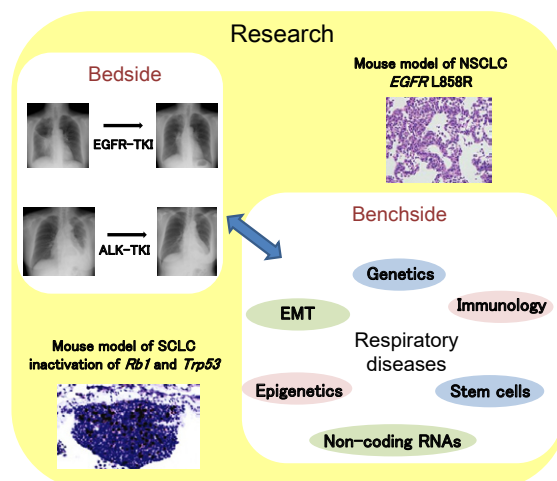 Research
Bedside
EGFR-TKI
ALK-TKI
Mouse model of NSCLC
EGFR L858R
Benchside
Genetics
Immunology
EMT
Respiratory
diseases
Epigenetics
Stem cells
Non-coding RNAs
Mouse model of SCLC
inactivation of Rb1 and Trp53